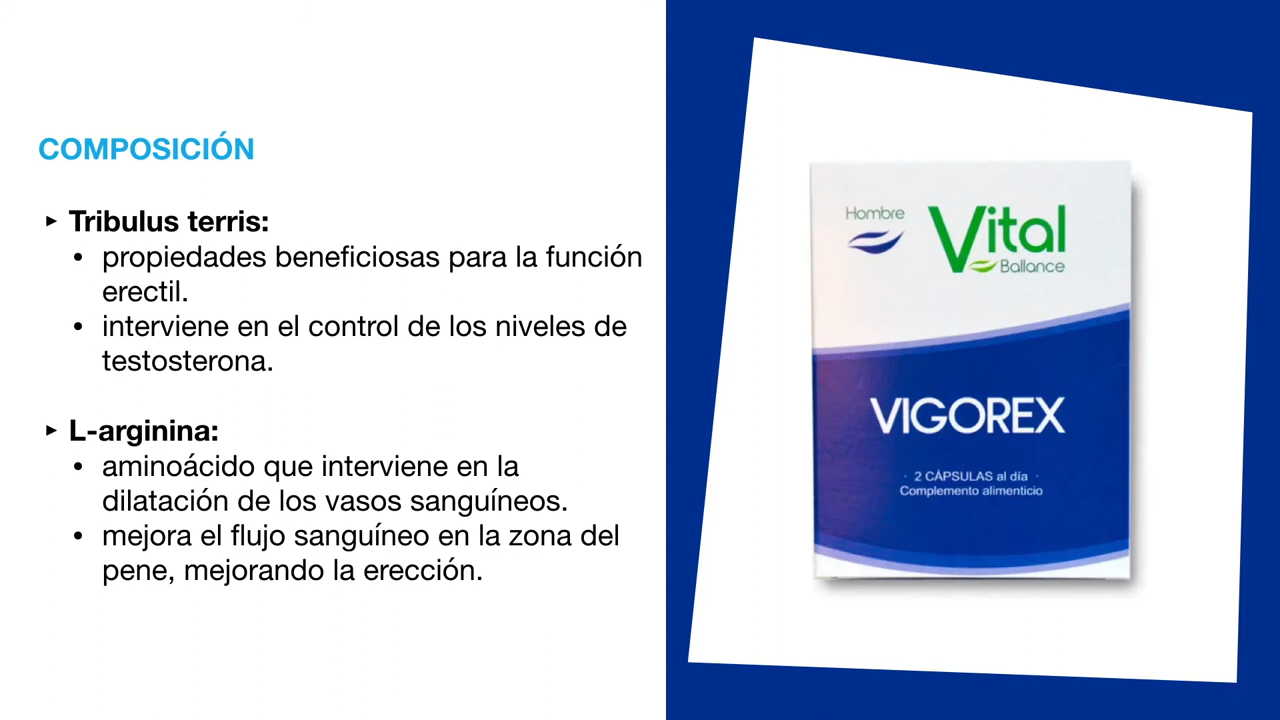 COMPOSICIÓN
▸ Tribulus terris:
• propiedades beneficiosas para la función
erectil.
• interviene en el control de los niveles de
testosterona.
▸ L-arginina:
• aminoácido que interviene en la
dilatación de los vasos sanguíneos.
• mejora el flujo sanguíneo en la zona del
pene, mejorando la erección.
Hombre
Vital
Ballance
VIGOREX
· 2 CÁPSULAS al día ·
Complemento alimenticio